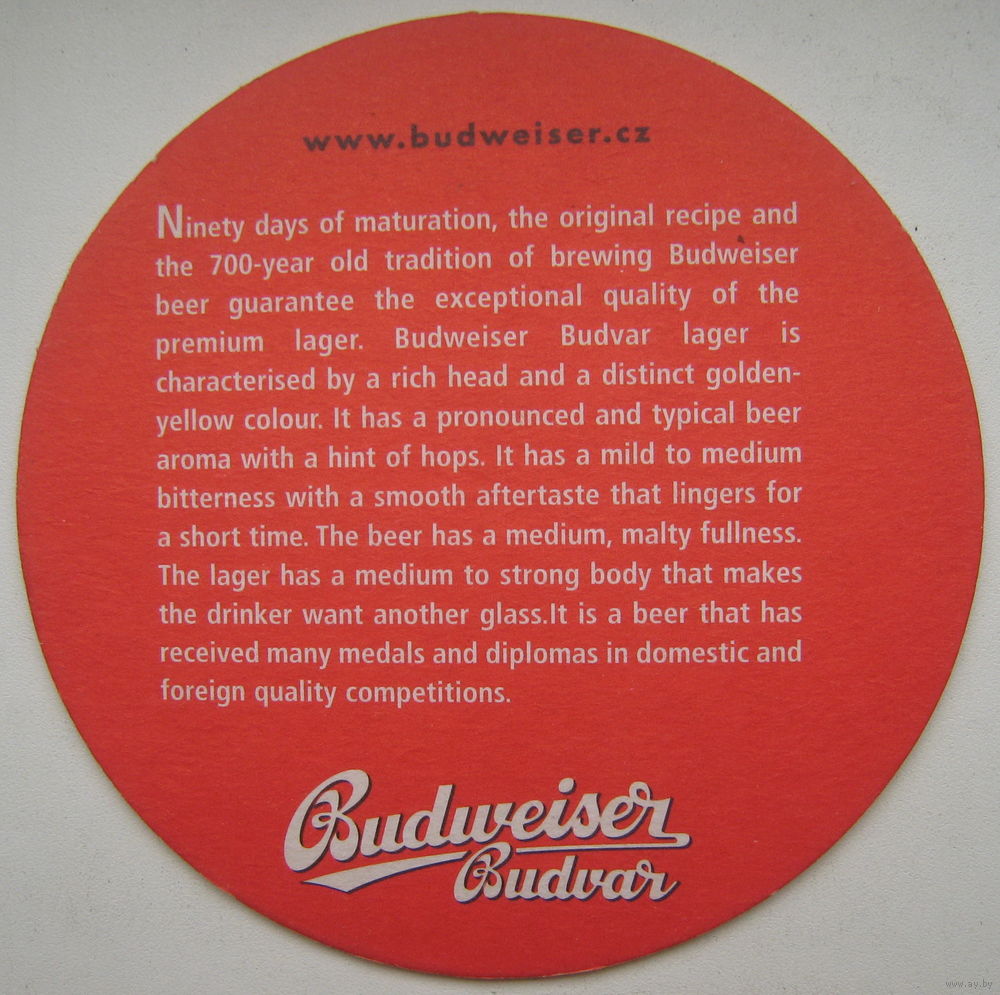 www.budweiser.cz
Ninety days of maturation, the original recipe and
the 700-year old tradition of brewing Budweiser
beer guarantee the exceptional quality of the
premium lager. Budweiser Budvar lager is
characterised by a rich head and a distinct golden-
yellow colour. It has a pronounced and typical beer
aroma with a hint of hops. It has a mild to medium
bitterness with a smooth aftertaste that lingers for
a short time. The beer has a medium, malty fullness.
The lager has a medium to strong body that makes
the drinker want another glass.It is a beer that has
received many medals and diplomas in domestic and
foreign quality competitions.
Budweiser
Budvar
www.ay.by